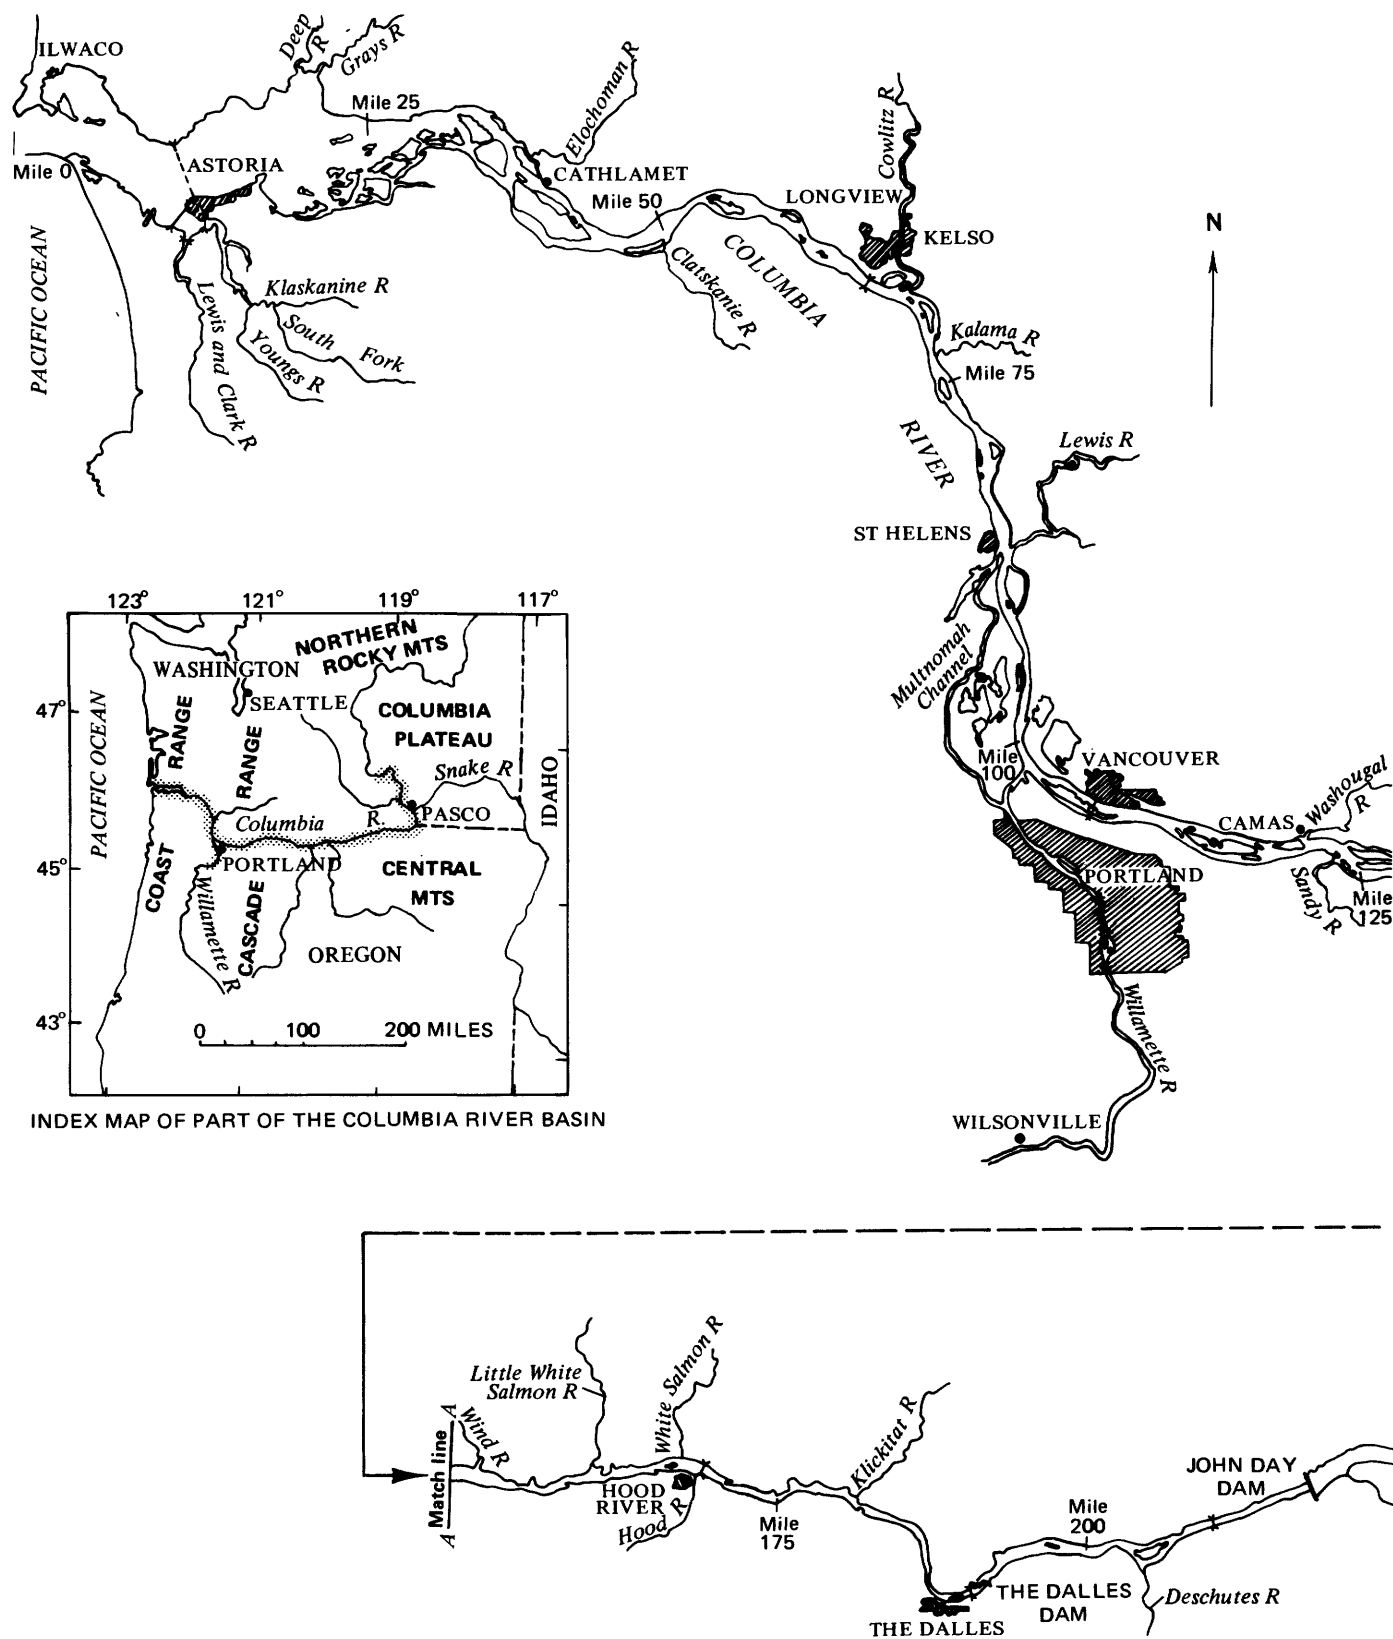 ILWACO
Deep R
Grays R
Mile 25
Elochoman R
Cowlitz R
Mile 0
ASTORIA
CATHLAMET
Mile 50
LONGVIEW
KELSO
N
PACIFIC OCEAN
COLUMBIA
Clatskanie R
Klaskanine R
South Fork
Youngs R
Lewis and Clark R
Kalama R
Mile 75
RIVER
Lewis R
ST HELENS
Multnomah
Channel
Mile
100
VANCOUVER
Washougal
R
CAMAS
PORTLAND
Sandy R
Mile
125
Willamette R
WILSONVILLE
123°
121°
119°
117°
NORTHERN
ROCKY MTS
WASHINGTON
SEATTLE
47°
PACIFIC OCEAN
RANGE
RANGE
COLUMBIA
PLATEAU
Snake R
IDAHO
Columbia
R.
PASCO
45°
PORTLAND
COAST
CENTRAL
MTS
Willamette R
CASCADE
OREGON
43°
0
100
200 MILES
INDEX MAP OF PART OF THE COLUMBIA RIVER BASIN
Little White
Salmon R
White Salmon R
A
Wind R
Match line
A
Klickitat R
HOOD
RIVER
Hood R
Mile
175
JOHN DAY
DAM
Mile
200
THE DALLES
DAM
Deschutes R
THE DALLES